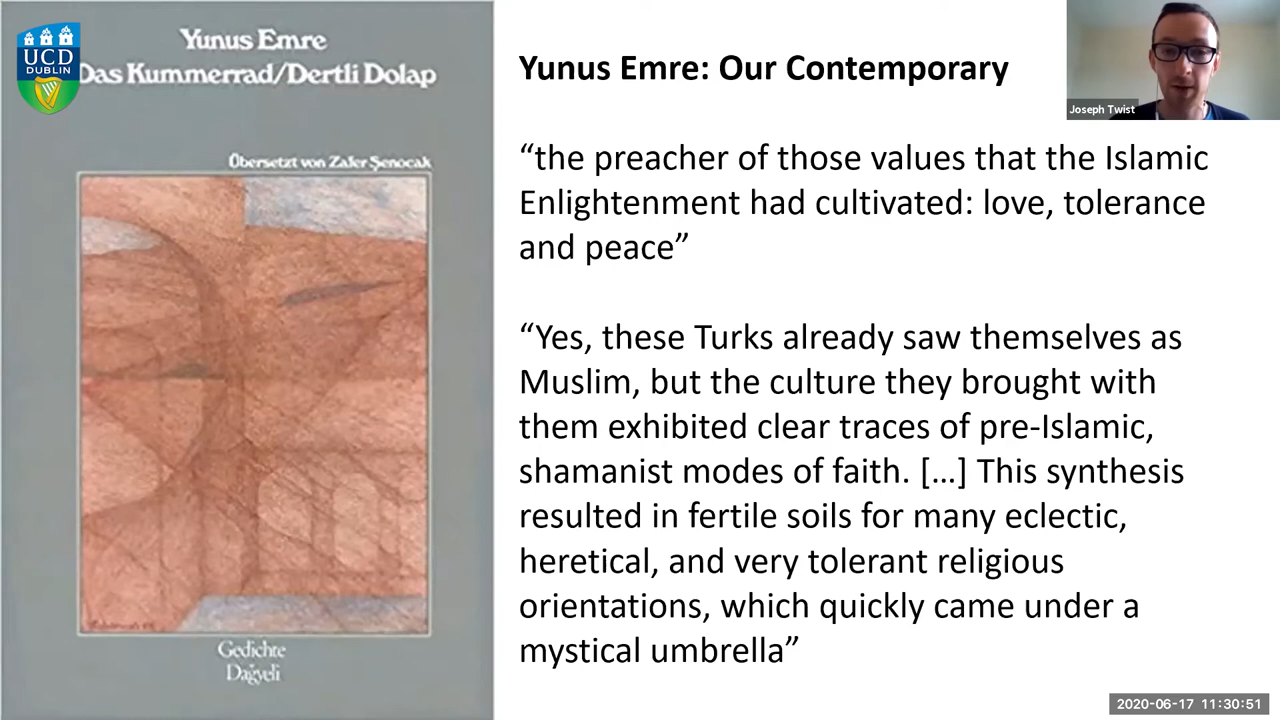 UCD
DUBLIN
Yunus Emre
Das Kummerrad/Dertli Dolap
Übersetzt von Zafer Şenocak
Gedichte
Dağyeli
Yunus Emre: Our Contemporary
“the preacher of those values that the Islamic
Enlightenment had cultivated: love, tolerance
and peace”
“Yes, these Turks already saw themselves as
Muslim, but the culture they brought with
them exhibited clear traces of pre-Islamic,
shamanist modes of faith. […] This synthesis
resulted in fertile soils for many eclectic,
heretical, and very tolerant religious
orientations, which quickly came under a
mystical umbrella”
Joseph Twist
2020-06-17 11:30:51